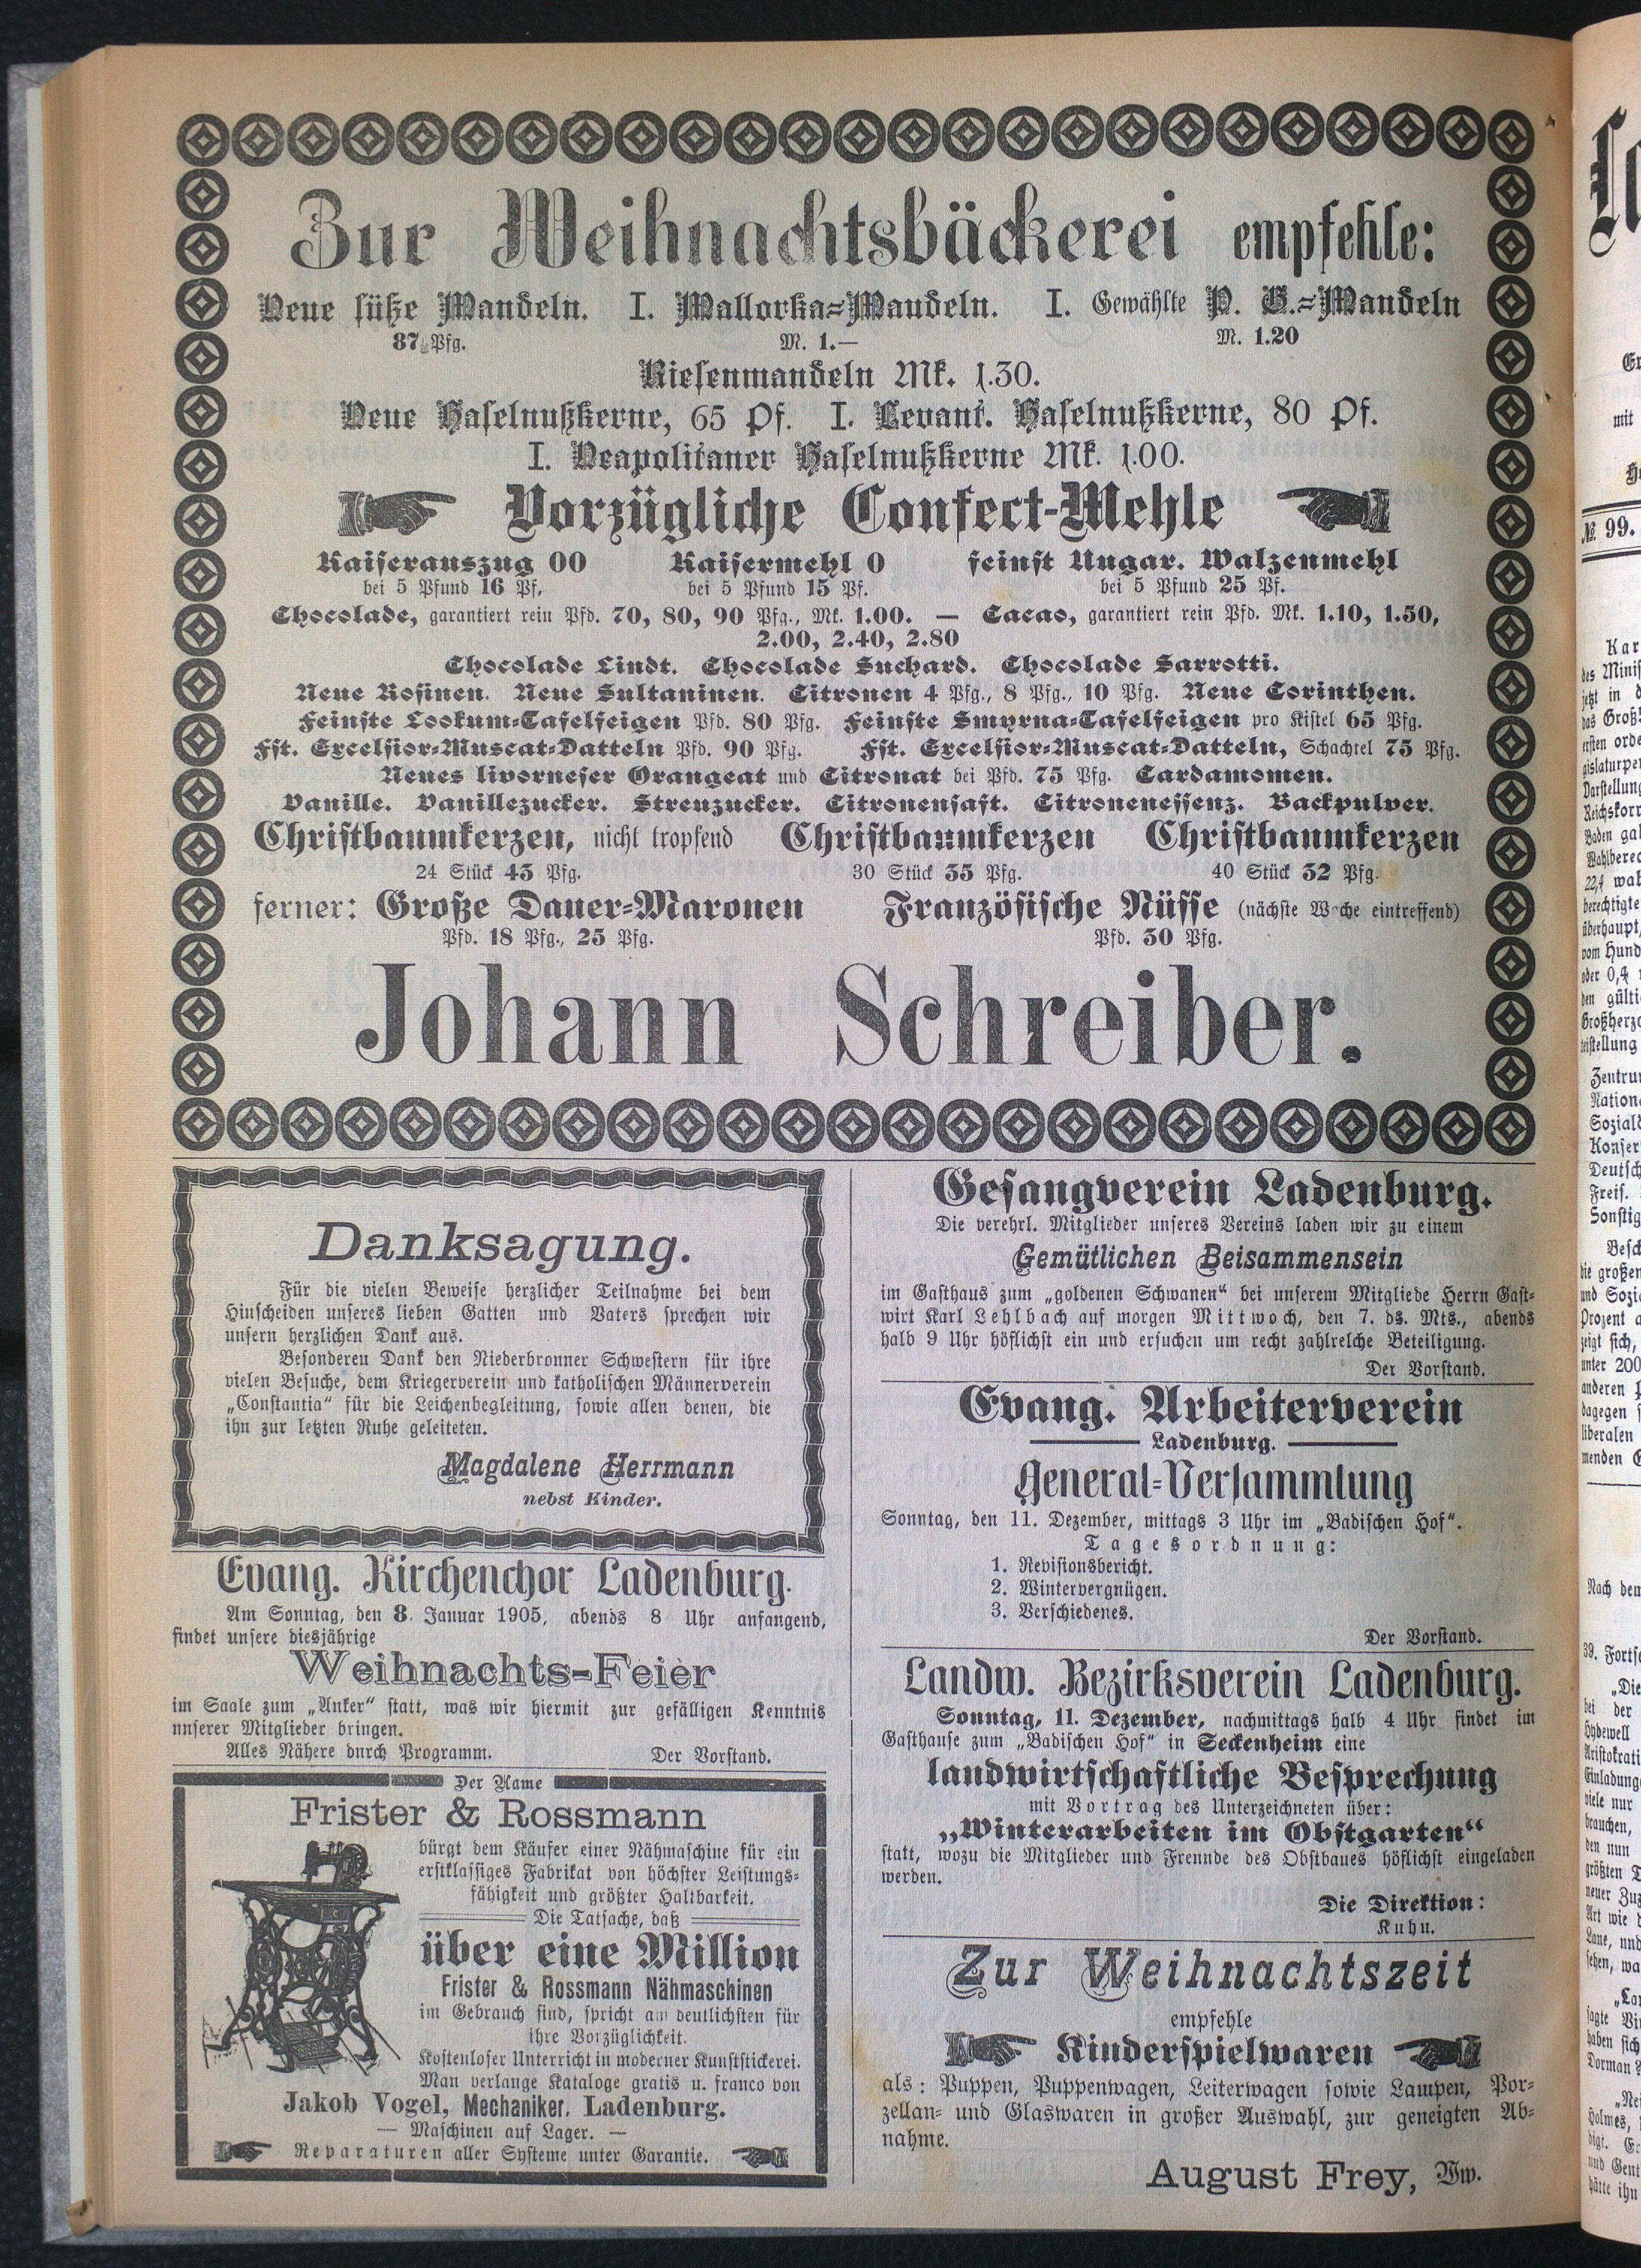 Zur Weihnachtsbäckerei empfehle:
Neue süße Mandeln. I. Mallorka-Mandeln. I. Gewählte P. G.-Mandeln
87 Pfg. M. 1.— M. 1.20
Riesenmandeln Mk. 1.30.
Neue Haselnußkerne, 65 Pf. I. Levant. Haselnußkerne, 80 Pf.
I. Neapolitaner Haselnußkerne Mk. 1.00.
Vorzügliche Confect-Mehle
Kaiserauszug 00 Kaisermehl 0 feinst Ungar. Walzenmehl
bei 5 Pfund 16 Pf. bei 5 Pfund 15 Pf. bei 5 Pfund 25 Pf.
Chocolade, garantiert rein Pfd. 70, 80, 90 Pfg., Mk. 1.00. — Cacao, garantiert rein Pfd. Mk. 1.10, 1.50,
2.00, 2.40, 2.80
Chocolade Lindt. Chocolade Suchard. Chocolade Sarrotti.
Neue Rosinen. Neue Sultaninen. Citronen 4 Pfg., 8 Pfg., 10 Pfg. Neue Corinthen.
Feinste Lookum-Tafelfeigen Pfd. 80 Pfg. Feinste Smyrna-Tafelfeigen pro Kistel 65 Pfg.
Fst. Excelsior-Muscat-Datteln Pfd. 90 Pfg. Fst. Excelsior-Muscat-Datteln, Schachtel 75 Pfg.
Neues livorneser Orangeat und Citronat bei Pfd. 75 Pfg. Cardamomen.
Vanille. Vanillezucker. Streuzucker. Citronensaft. Citronenessenz. Backpulver.
Christbaumkerzen, nicht tropfend Christbaumkerzen Christbaumkerzen
24 Stück 43 Pfg. 30 Stück 35 Pfg. 40 Stück 32 Pfg.
ferner: Große Dauer-Maronen Französische Nüsse (nächste Woche eintreffend)
Pfd. 18 Pfg., 25 Pfg. Pfd. 30 Pfg.
Johann Schreiber.
Danksagung.
Für die vielen Beweise herzlicher Teilnahme bei dem
Hinscheiden unseres lieben Gatten und Vaters sprechen wir
unsern herzlichen Dank aus.
Besonderen Dank den Niederbronner Schwestern für ihre
vielen Besuche, dem Kriegerverein und katholischen Männerverein
„Constantia“ für die Leichenbegleitung, sowie allen denen, die
ihn zur letzten Ruhe geleiteten.
Magdalene Herrmann
nebst Kinder.
Evang. Kirchenchor Ladenburg.
Am Sonntag, den 8. Januar 1905, abends 8 Uhr anfangend,
findet unsere diesjährige
Weihnachts-Feier
im Saale zum „Anker“ statt, was wir hiermit zur gefälligen Kenntnis
unserer Mitglieder bringen.
Alles Nähere durch Programm. Der Vorstand.
Der Name
Frister & Rossmann
bürgt dem Käufer einer Nähmaschine für ein
erstklassiges Fabrikat von höchster Leistungs-
fähigkeit und größter Haltbarkeit.
Die Tatsache, daß
über eine Million
Frister & Rossmann Nähmaschinen
im Gebrauch sind, spricht am deutlichsten für
ihre Vorzüglichkeit.
Kostenloser Unterricht in moderner Kunststickerei.
Man verlange Kataloge gratis u. franco von
Jakob Vogel, Mechaniker, Ladenburg.
— Maschinen auf Lager. —
Reparaturen aller Systeme unter Garantie.
Gesangverein Ladenburg.
Die verehrl. Mitglieder unseres Vereins laden wir zu einem
Gemütlichen Beisammensein
im Gasthaus zum „goldenen Schwanen“ bei unserem Mitgliede Herrn Gast-
wirt Karl Lehlbach auf morgen Mittwoch, den 7. ds. Mts., abends
halb 9 Uhr höflichst ein und ersuchen um recht zahlrelche Beteiligung.
Der Vorstand.
Evang. Arbeiterverein
Ladenburg.
General-Versammlung
Sonntag, den 11. Dezember, mittags 3 Uhr im „Badischen Hof“.
Tagesordnung:
1. Revisionsbericht.
2. Wintervergnügen.
3. Verschiedenes.
Der Vorstand.
Landw. Bezirksverein Ladenburg.
Sonntag, 11. Dezember, nachmittags halb 4 Uhr findet im
Gasthause zum „Badischen Hof“ in Seckenheim eine
landwirtschaftliche Besprechung
mit Vortrag des Unterzeichneten über:
„Winterarbeiten im Obstgarten“
statt, wozu die Mitglieder und Freunde des Obstbaues höflichst eingeladen
werden.
Die Direktion:
Kuhn.
Zur Weihnachtszeit
empfehle
Kinderspielwaren
als: Puppen, Puppenwagen, Leiterwagen sowie Lampen, Por-
zellan- und Glaswaren in großer Auswahl, zur geneigten Ab-
nahme.
August Frey, Ww.
№ 99.